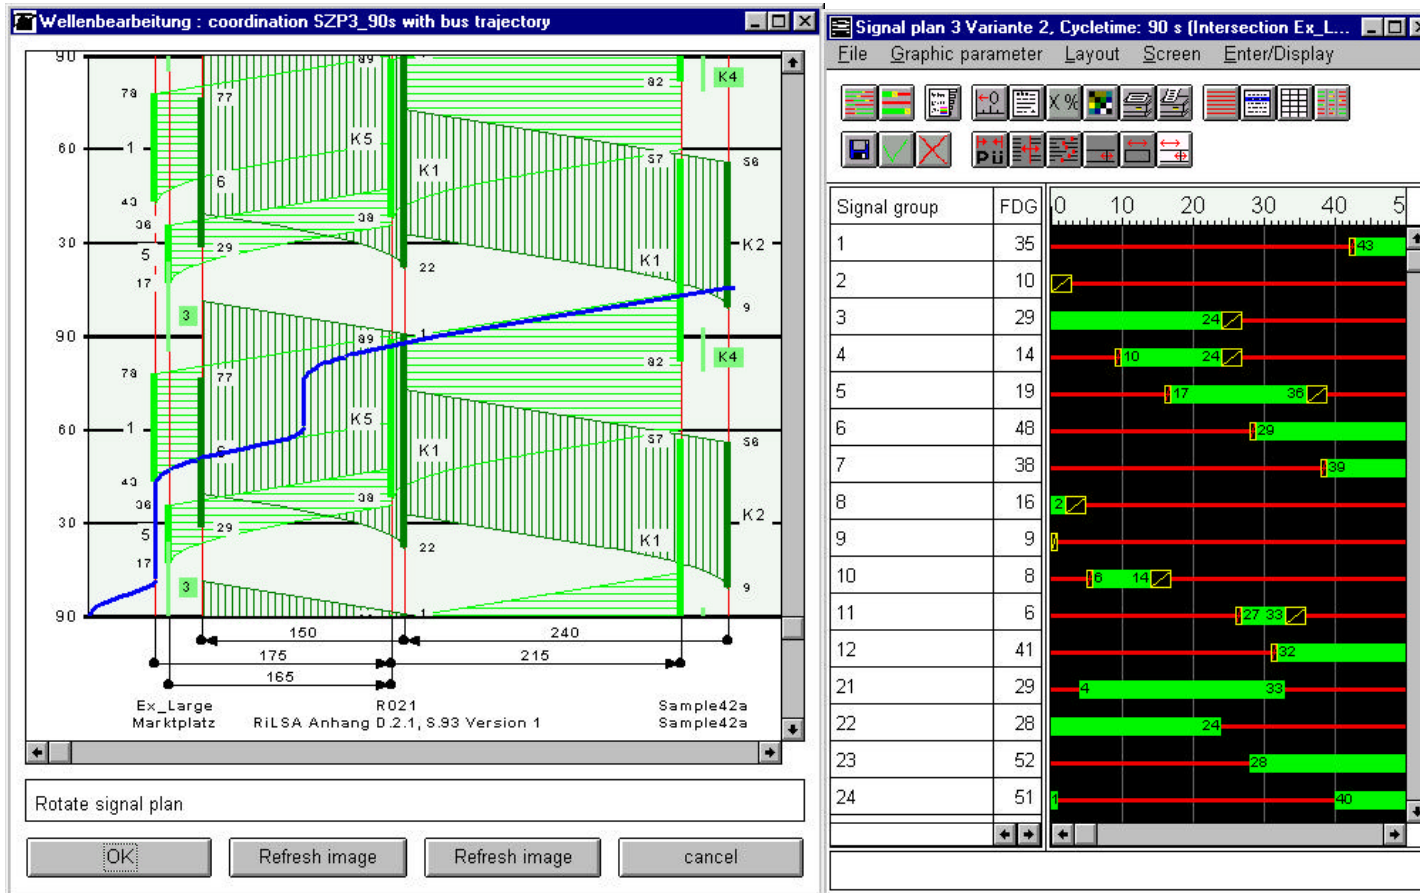 Wellenbearbeitung : coordination SZP3_90s with bus trajectory
90
89
82
K4
78
77
K5
60
1
6
K1
57
56
43
36
38
30
5
29
K1
K2
17
22
3
9
90
89
1
82
K4
78
77
K5
60
1
6
K1
57
56
43
36
38
30
5
29
K1
K2
17
22
3
9
90
1
150
240
175
215
165
Ex_Large
R021
Sample42a
Marktplatz
RiLSA Anhang D.2.1, S.93 Version 1
Sample42a
Rotate signal plan
OK
Refresh image
Refresh image
cancel
Signal plan 3 Variante 2, Cycletime: 90 s (Intersection Ex_L...
File Graphic parameter Layout Screen Enter/Display
0
X %
PÜ
Signal group FDG 0 10 20 30 40 5
1 35 43
2 10
3 29 24
4 14 10 24
5 19 17 36
6 48 29
7 38 39
8 16 2
9 9
10 8 6 14
11 6 27 33
12 41 32
21 29 4 33
22 28 24
23 52 28
24 51 1 40